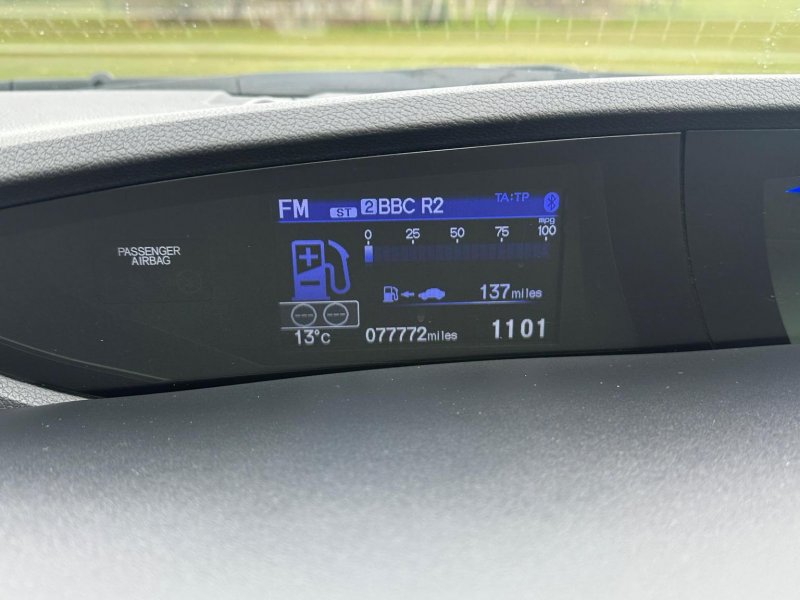 FM ST 2 BBC R2 TA:TP
mpg
0 25 50 75 100
PASSENGER
AIRBAG
137 miles
13°c 077772 miles 1101